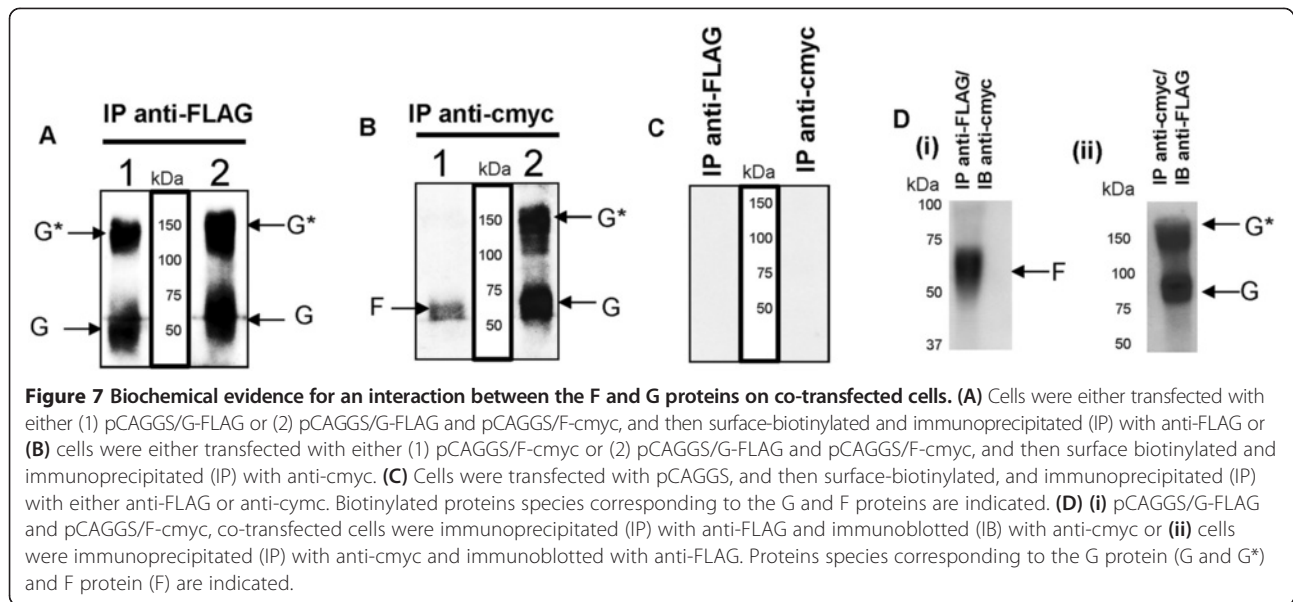 A
IP anti-FLAG
1 kDa 2
G*
G
150
100
75
50
G*
G
B
IP anti-cmyc
1 kDa 2
F
150
100
75
50
G*
G
C
IP anti-FLAG
IP anti-cmyc
kDa
150
100
75
50
D
(i)
IP anti-FLAG/
IB anti-cmyc
kDa
100
75
50
37
F
(ii)
IP anti-cmyc/
IB anti-FLAG
kDa
150
100
75
50
G*
G
Figure 7 Biochemical evidence for an interaction between the F and G proteins on co-transfected cells. (A) Cells were either transfected with
either (1) pCAGGS/G-FLAG or (2) pCAGGS/G-FLAG and pCAGGS/F-cmyc, and then surface-biotinylated and immunoprecipitated (IP) with anti-FLAG or
(B) cells were either transfected with either (1) pCAGGS/F-cmyc or (2) pCAGGS/G-FLAG and pCAGGS/F-cmyc, and then surface biotinylated and
immunoprecipitated (IP) with anti-cmyc. (C) Cells were transfected with pCAGGS, and then surface-biotinylated, and immunoprecipitated (IP)
with either anti-FLAG or anti-cymc. Biotinylated proteins species corresponding to the G and F proteins are indicated. (D) (i) pCAGGS/G-FLAG
and pCAGGS/F-cmyc, co-transfected cells were immunoprecipitated (IP) with anti-FLAG and immunoblotted (IB) with anti-cmyc or (ii) cells
were immunoprecipitated (IP) with anti-cmyc and immunoblotted with anti-FLAG. Proteins species corresponding to the G protein (G and G*)
and F protein (F) are indicated.